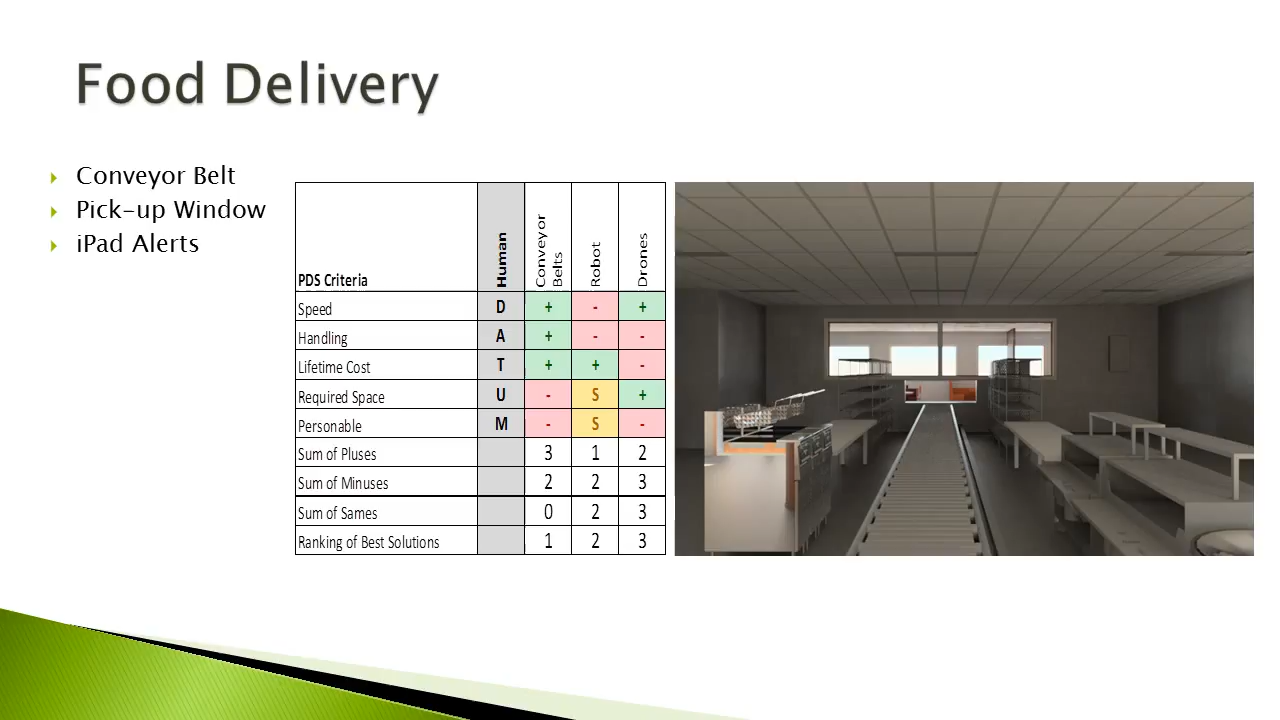 Food Delivery
Conveyor Belt
Pick-up Window
iPad Alerts
PDS Criteria Human Conveyor Belts Robot Drones
Speed D + - +
Handling A + - -
Lifetime Cost T + + -
Required Space U - S +
Personable M - S -
Sum of Pluses 3 1 2
Sum of Minuses 2 2 3
Sum of Sames 0 2 3
Ranking of Best Solutions 1 2 3